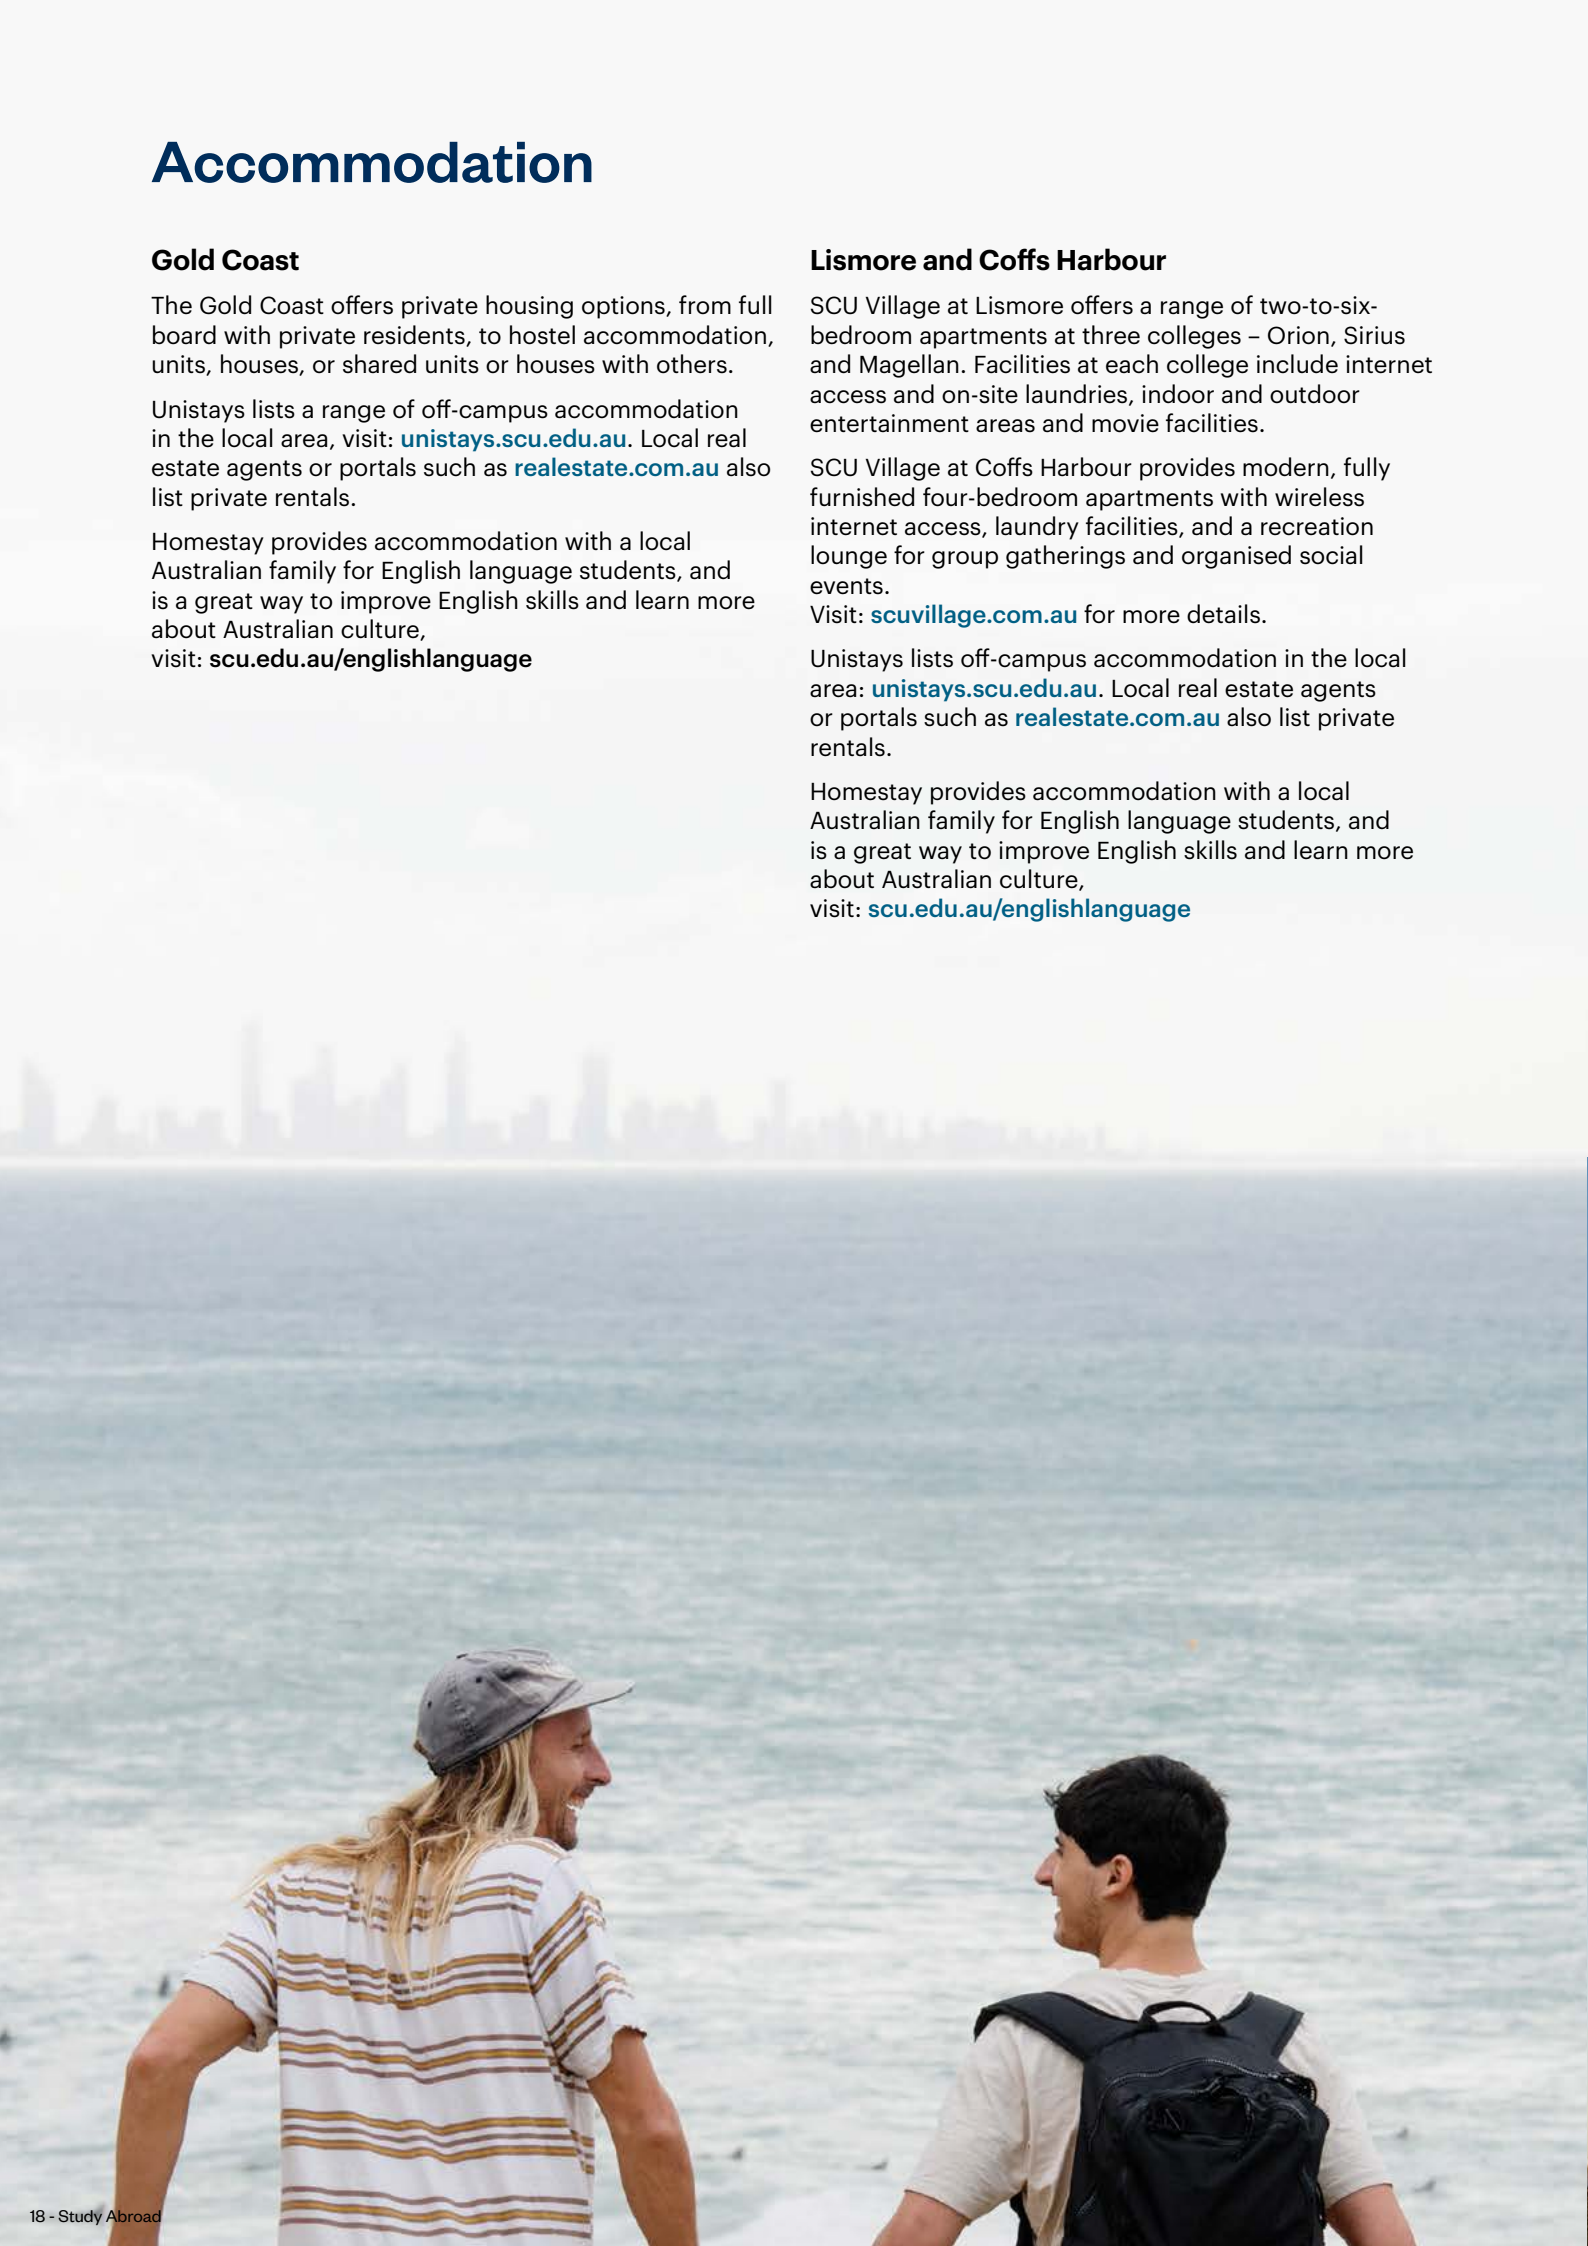 Accommodation
Gold Coast
The Gold Coast offers private housing options, from full
board with private residents, to hostel accommodation,
units, houses, or shared units or houses with others.
Unistays lists a range of off-campus accommodation
in the local area, visit: unistays.scu.edu.au. Local real
estate agents or portals such as realestate.com.au also
list private rentals.
Homestay provides accommodation with a local
Australian family for English language students, and
is a great way to improve English skills and learn more
about Australian culture,
visit: scu.edu.au/englishlanguage
Lismore and Coffs Harbour
SCU Village at Lismore offers a range of two-to-six-
bedroom apartments at three colleges – Orion, Sirius
and Magellan. Facilities at each college include internet
access and on-site laundries, indoor and outdoor
entertainment areas and movie facilities.
SCU Village at Coffs Harbour provides modern, fully
furnished four-bedroom apartments with wireless
internet access, laundry facilities, and a recreation
lounge for group gatherings and organised social
events.
Visit: scuvillage.com.au for more details.
Unistays lists off-campus accommodation in the local
area: unistays.scu.edu.au. Local real estate agents
or portals such as realestate.com.au also list private
rentals.
Homestay provides accommodation with a local
Australian family for English language students, and
is a great way to improve English skills and learn more
about Australian culture,
visit: scu.edu.au/englishlanguage
18 - Study Abroad